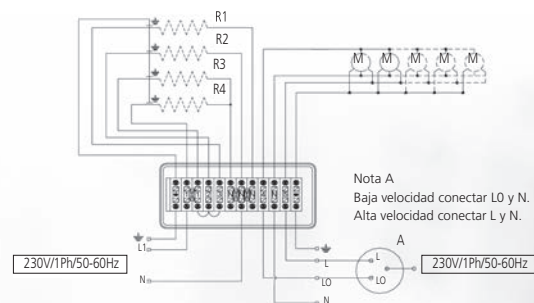 R1
R2
R3
R4
M M M M M
Nota A
Baja velocidad conectar L0 y N.
Alta velocidad conectar L y N.
L1
230V/1Ph/50-60Hz
N
A
L
L
LO
LO
230V/1Ph/50-60Hz
N